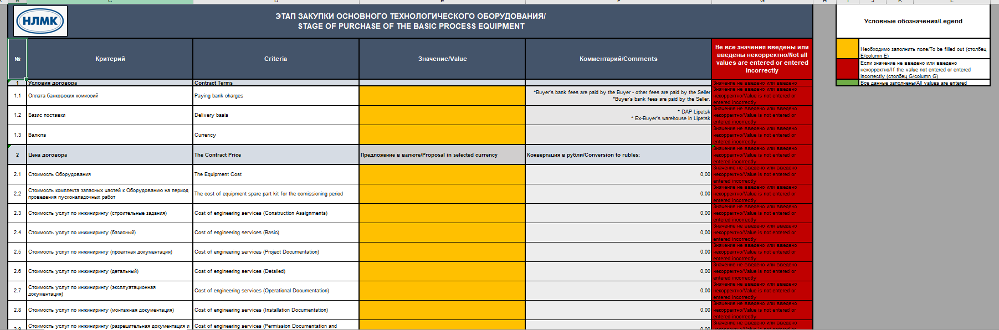 B C D E F G H I J K L
НЛМК
ЭТАП ЗАКУПКИ ОСНОВНОГО ТЕХНОЛОГИЧЕСКОГО ОБОРУДОВАНИЯ/
STAGE OF PURCHASE OF THE BASIC PROCESS EQUIPMENT
Условные обозначения/Legend
№ Критерий Criteria Значение/Value Комментарий/Comments
Не все значения введены или
введены некорректно/Not all
values are entered or entered
incorrectly
Необходимо заполнить поле/To be filled out (столбец
E/column E)
Если значение не введено или введено
некорректно/If the value not entered or entered
incorrectly (столбец G/column G)
Все данные заполнены/All values are entered
1 Условия договора Contract Terms Значение не введено или введено
1.1 Оплата банковских комиссий Paying bank charges
*Buyer's bank fees are paid by the Buyer - other fees are paid by the Seller
*Buyer's bank fees are paid by the Seller.
Значение не введено или введено
некорректно/Value is not entered or
entered incorrectly
1.2 Базис поставки Delivery basis
* DAP Lipetsk
* Ex-Buyer's warehouse in Lipetsk
Значение не введено или введено
некорректно/Value is not entered or
entered incorrectly
1.3 Валюта Currency
Значение не введено или введено
некорректно/Value is not entered or
entered incorrectly
2 Цена договора The Contract Price Предложение в валюте/Proposal in selected currency Конвертация в рубли/Conversion to rubles:
Значение не введено или введено
некорректно/Value is not entered or
entered incorrectly
2.1 Стоимость Оборудования The Equipment Cost 0,00
Значение не введено или введено
некорректно/Value is not entered or
entered incorrectly
2.2 Стоимость комплекта запасных частей к Оборудованию на период
проведения пусконаладочных работ
The cost of equipment spare part kit for the comissioning period 0,00
Значение не введено или введено
некорректно/Value is not entered or
entered incorrectly
2.3 Стоимость услуг по инжинирингу (строительные задания) Cost of engineering services (Construction Assignments) 0,00
Значение не введено или введено
некорректно/Value is not entered or
entered incorrectly
2.4 Стоимость услуг по инжинирингу (базисный) Cost of engineering services (Basic) 0,00
Значение не введено или введено
некорректно/Value is not entered or
entered incorrectly
2.5 Стоимость услуг по инжинирингу (проектная документация) Cost of engineering services (Project Documentation) 0,00
Значение не введено или введено
некорректно/Value is not entered or
entered incorrectly
2.6 Стоимость услуг по инжинирингу (детальный) Cost of engineering services (Detailed) 0,00
Значение не введено или введено
некорректно/Value is not entered or
entered incorrectly
2.7 Стоимость услуг по инжинирингу (эксплуатационная
документация)
Cost of engineering services (Operational Documentation) 0,00
Значение не введено или введено
некорректно/Value is not entered or
entered incorrectly
2.8 Стоимость услуг по инжинирингу (монтажная документация) Cost of engineering services (Installation Documentation) 0,00
Значение не введено или введено
некорректно/Value is not entered or
entered incorrectly
2.9 Стоимость услуг по инжинирингу (разрешительная документация и Cost of engineering services (Permission Documentation and 0,00
Значение не введено или введено